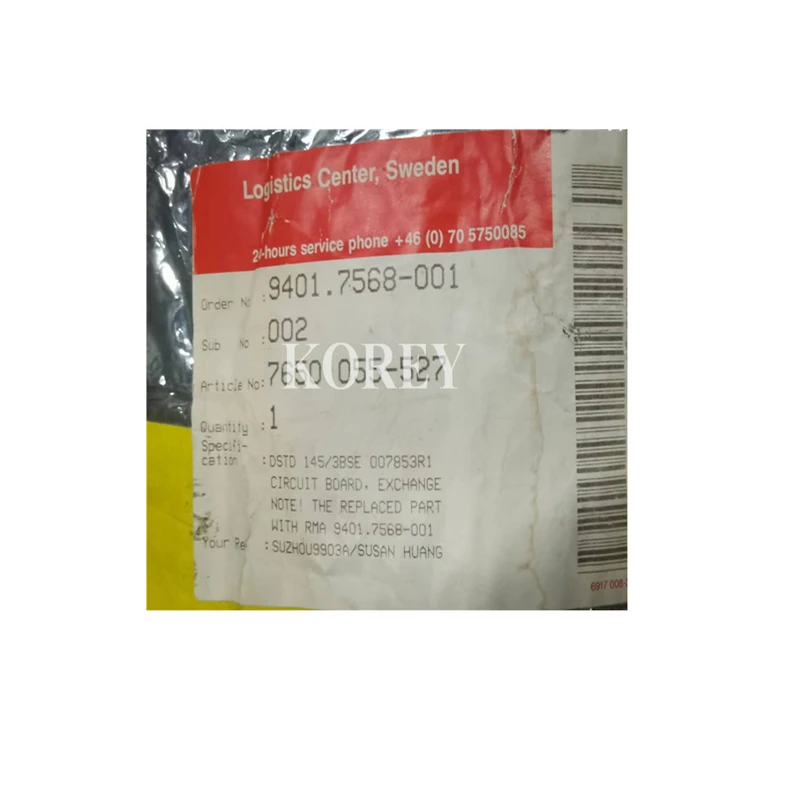 Logistics Center, Sweden
24-hours service phone +46 (0) 70 5750085
Order No :9401.7568-001
Sub No :002
KOREY
Article No:7650 055-527
Quantity :1
Specifi-
cation :DSTD 145/3BSE 007853R1
CIRCUIT BOARD, EXCHANGE
NOTE! THE REPLACED PART
WITH RMA 9401.7568-001
Your Re :SUZHOU9903A/SUSAN HUANG
6917 008-